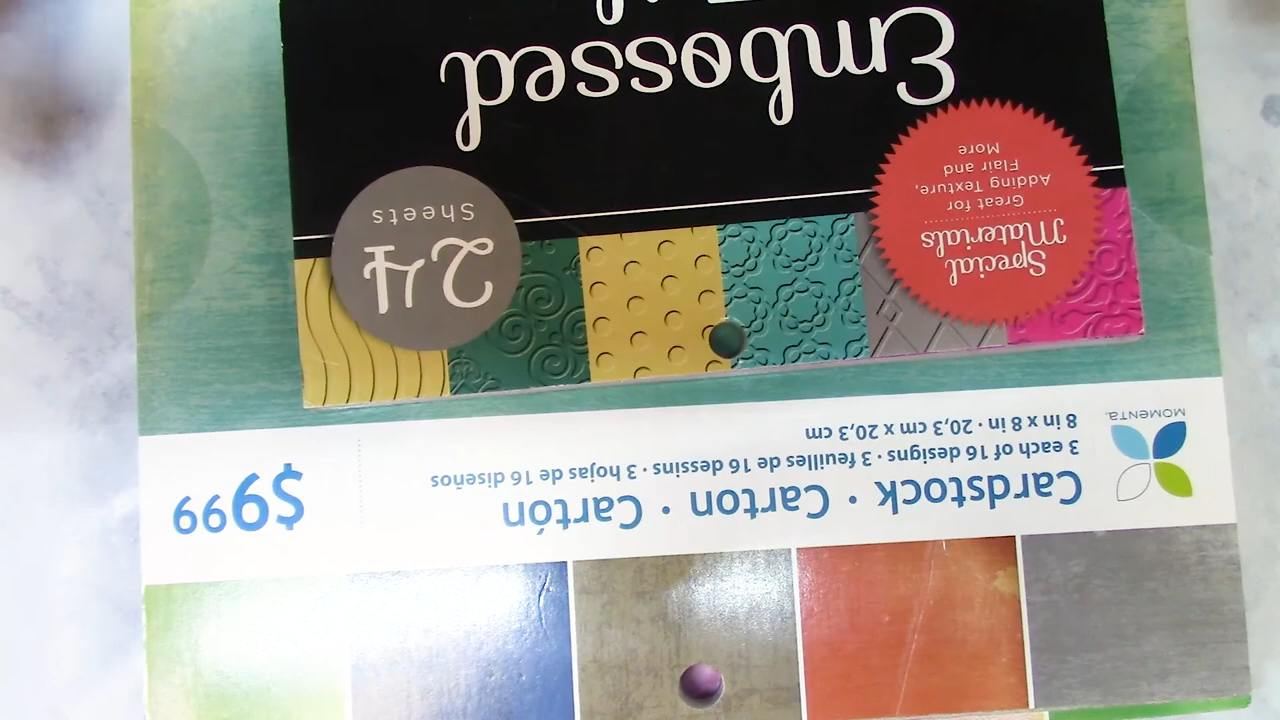 MOMENTA.
Cardstock · Carton · Cartón
3 each of 16 designs · 3 feuilles de 16 dessins · 3 hojas de 16 diseños
8 in x 8 in · 20,3 cm x 20,3 cm
$9.99
Special
Materials
Great for
Adding Texture,
Flair and
More
24
Sheets
Embossed